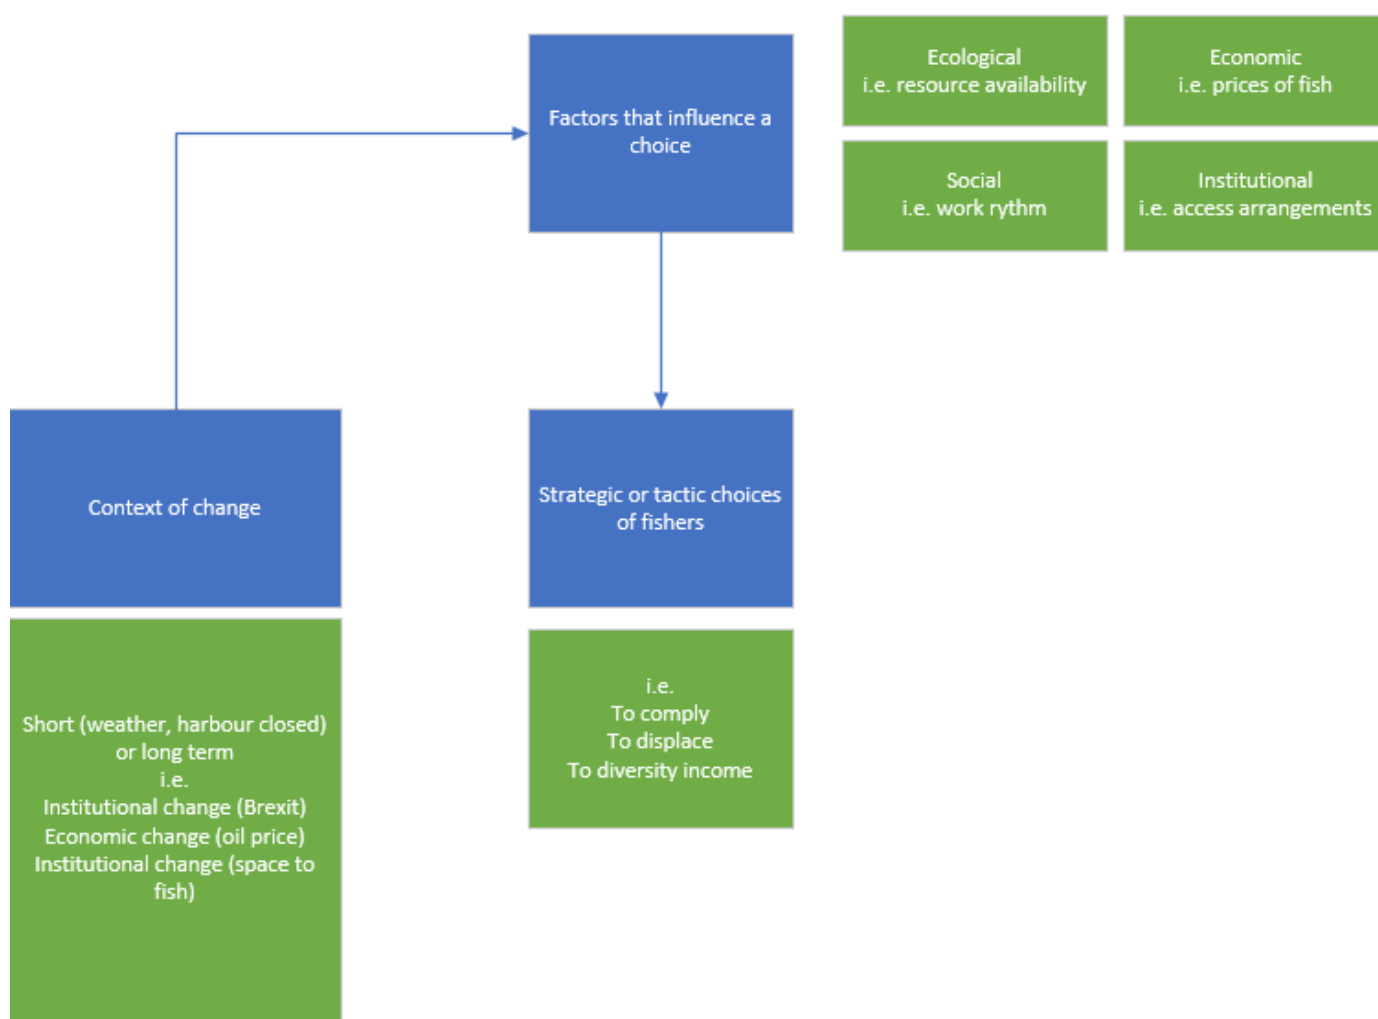 Factors that influence a
choice
Ecological
i.e. resource availability
Economic
i.e. prices of fish
Social
i.e. work rythm
Institutional
i.e. access arrangements
Context of change
Strategic or tactic choices
of fishers
Short (weather, harbour closed)
or long term
i.e.
Institutional change (Brexit)
Economic change (oil price)
Institutional change (space to
fish)
i.e.
To comply
To displace
To diversity income